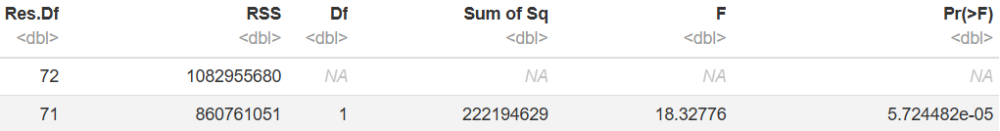 Res.Df RSS Df Sum of Sq F Pr(>F)
<dbl> <dbl> <dbl> <dbl> <dbl> <dbl>
72 1082955680 NA NA NA NA
71 860761051 1 222194629 18.32776 5.724482e-05